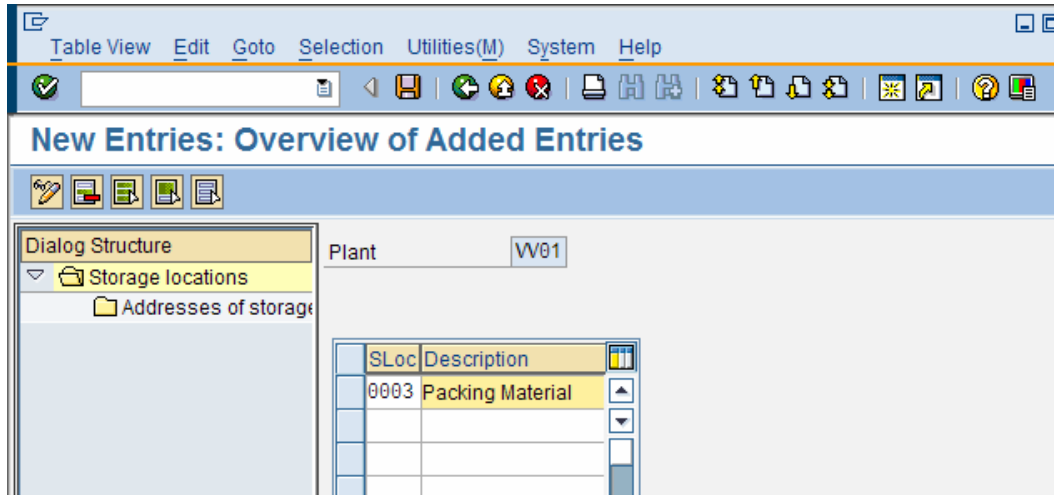 Table View Edit Goto Selection Utilities(M) System Help
New Entries: Overview of Added Entries
Dialog Structure
Storage locations
Addresses of storage
Plant VV01
SLoc Description
0003 Packing Material